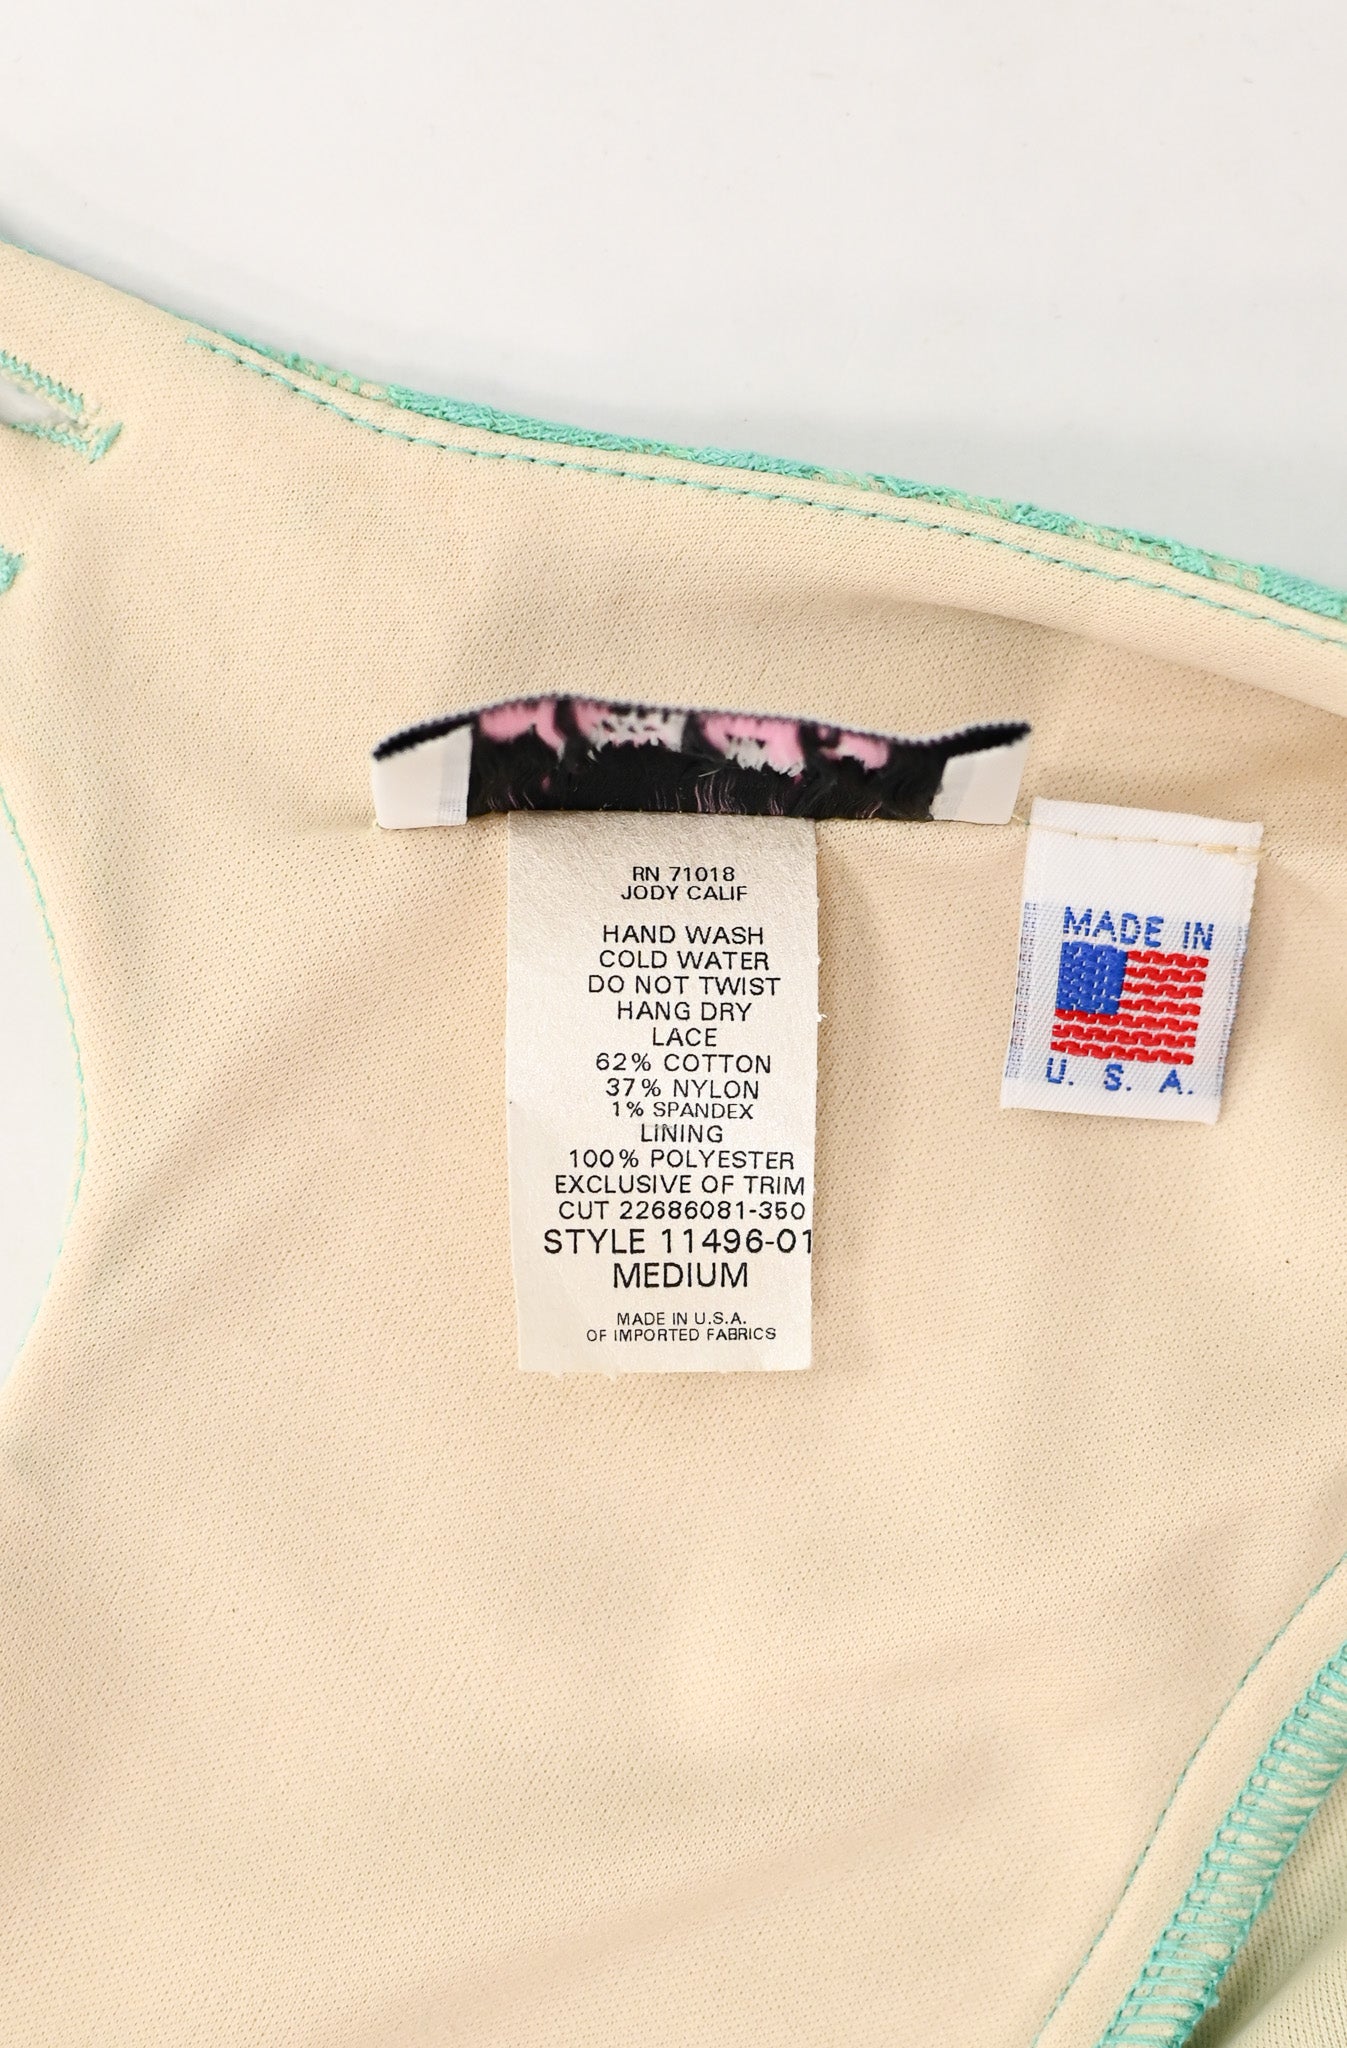 RN 71018
JODY CALIF
HAND WASH
COLD WATER
DO NOT TWIST
HANG DRY
LACE
62% COTTON
37% NYLON
1% SPANDEX
LINING
100% POLYESTER
EXCLUSIVE OF TRIM
CUT 22686081-350
STYLE 11496-01
MEDIUM
MADE IN U.S.A.
OF IMPORTED FABRICS
MADE IN
U. S. A.